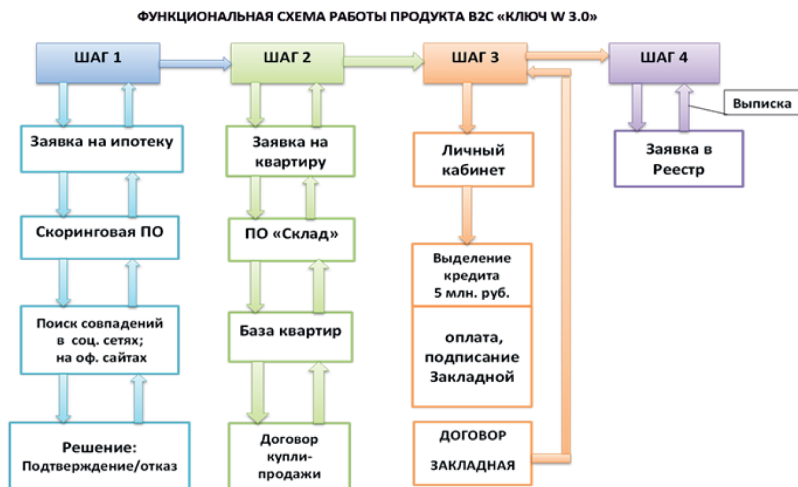 ФУНКЦИОНАЛЬНАЯ СХЕМА РАБОТЫ ПРОДУКТА В2С «КЛЮЧ W 3.0»
ШАГ 1
ШАГ 2
ШАГ 3
ШАГ 4
Выписка
Заявка на ипотеку
Заявка на
квартиру
Личный
кабинет
Заявка в
Реестр
Скоринговая ПО
ПО «Склад»
Выделение
кредита
5 млн. руб.
Поиск совпадений
в соц. сетях;
на оф. сайтах
База квартир
оплата,
подписание
Закладной
Решение:
Подтверждение/отказ
Договор
купли-
продажи
ДОГОВОР
ЗАКЛАДНАЯ